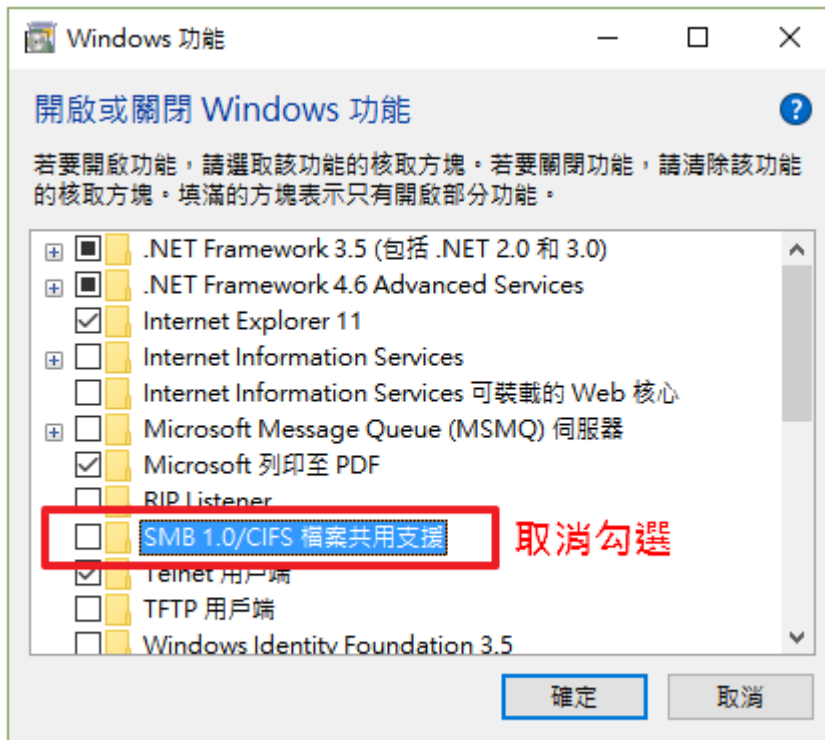 Windows 功能
開啟或關閉 Windows 功能
若要開啟功能，請選取該功能的核取方塊。若要關閉功能，請清除該功能
的核取方塊。填滿的方塊表示只有開啟部分功能。
.NET Framework 3.5 (包括 .NET 2.0 和 3.0)
.NET Framework 4.6 Advanced Services
Internet Explorer 11
Internet Information Services
Internet Information Services 可裝載的 Web 核心
Microsoft Message Queue (MSMQ) 伺服器
Microsoft 列印至 PDF
RIP Listener
SMB 1.0/CIFS 檔案共用支援
取消勾選
Telnet 用戶端
TFTP 用戶端
Windows Identity Foundation 3.5
確定
取消